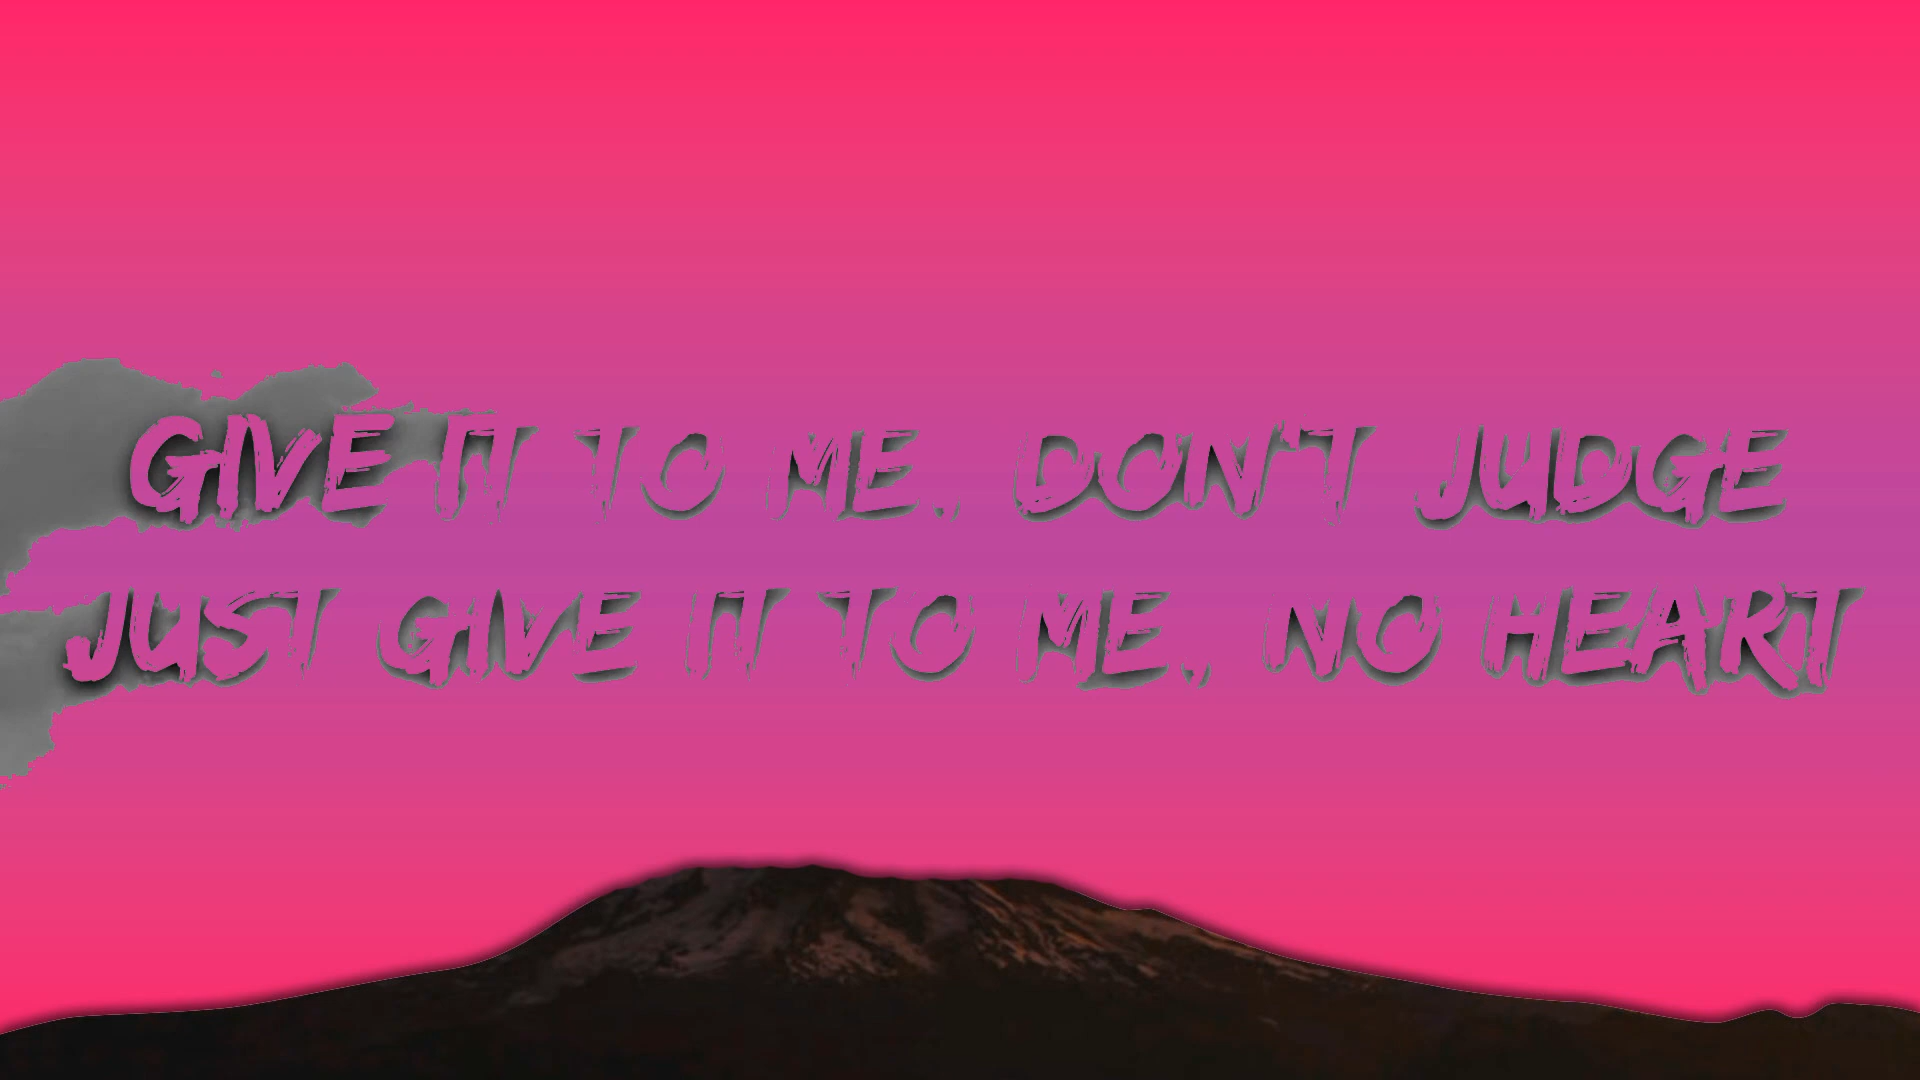 GIVE IT TO ME, DON'T JUDGE
JUST GIVE IT TO ME, NO HEART